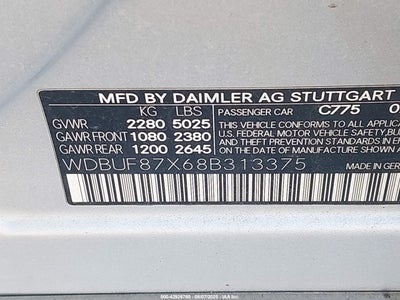 MFD BY DAIMLER AG STUTTGART
KG LBS
PASSENGER CAR C775
GVWR 2280 5025
THIS VEHICLE CONFORMS TO ALL APPLICA
GAWR FRONT 1080 2380
U.S. FEDERAL MOTOR VEHICLE SAFETY, BU
GAWR REAR 1200 2645
THEFT PREVENTION STANDARDS IN EFFE
DATE OF MANUFACTURE SHOWN ABOVE
WDBUF87X68B313375
MADE IN GER